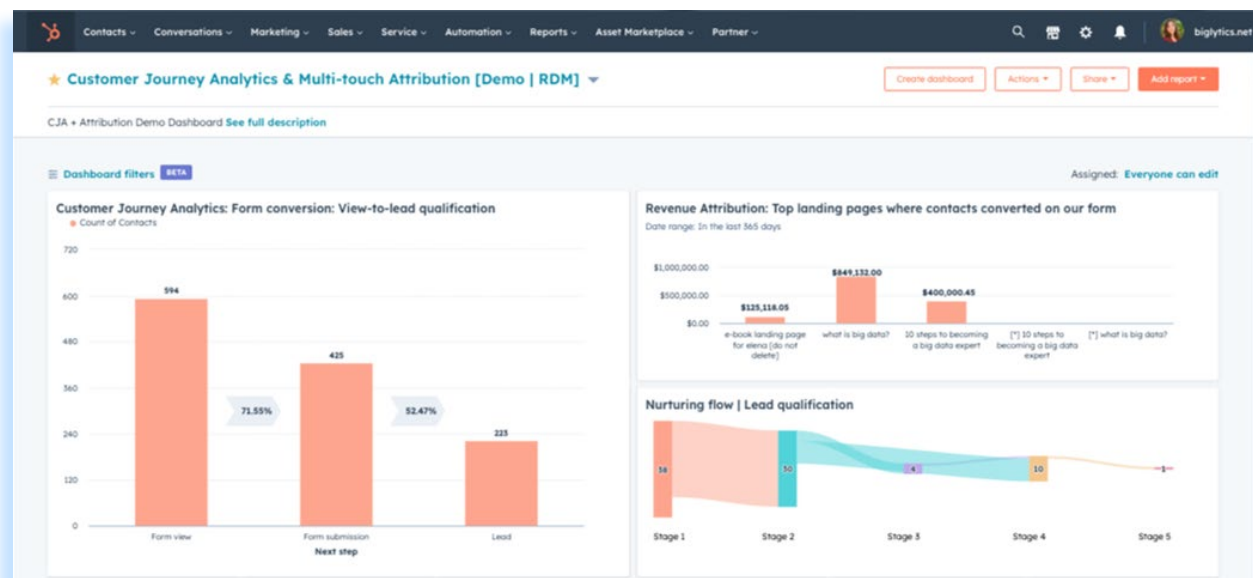 Contacts Conversations Marketing Sales Service Automation Reports Asset Marketplace Partner biglytics.net
Customer Journey Analytics & Multi-touch Attribution [Demo | RDM]
Create dashboard Actions Share Add report
CJA + Attribution Demo Dashboard See full description
Dashboard filters BETA
Assigned: Everyone can edit
Customer Journey Analytics: Form conversion: View-to-lead qualification
Count of Contacts
720
600
480
360
240
120
0
594
425
223
71.55%
52.47%
Form view
Form submission
Lead
Next step
Revenue Attribution: Top landing pages where contacts converted on our form
Date range: In the last 365 days
$1,000,000.00
$500,000.00
$0.00
$125,118.05
$849,132.00
$400,000.45
e-book landing page
for elena [do not
delete]
what is big data?
10 steps to becoming
a big data expert
[*] 10 steps to
becoming a big data
expert
[*] what is big data?
Nurturing flow | Lead qualification
58
50
4
10
1
Stage 1
Stage 2
Stage 3
Stage 4
Stage 5